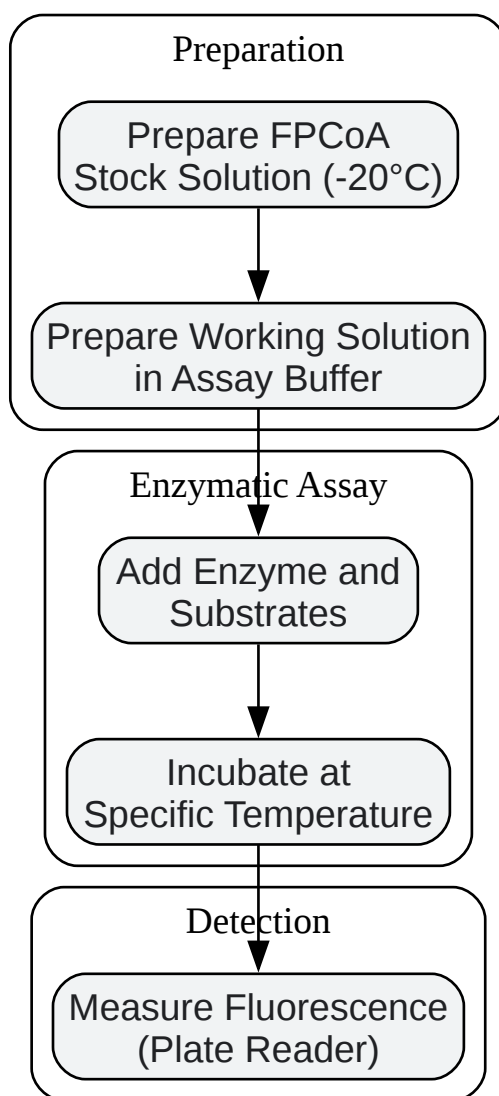 Preparation
Prepare FPCoA
Stock Solution (-20°C)
Prepare Working Solution
in Assay Buffer
Enzymatic Assay
Add Enzyme and
Substrates
Incubate at
Specific Temperature
Detection
Measure Fluorescence
(Plate Reader)